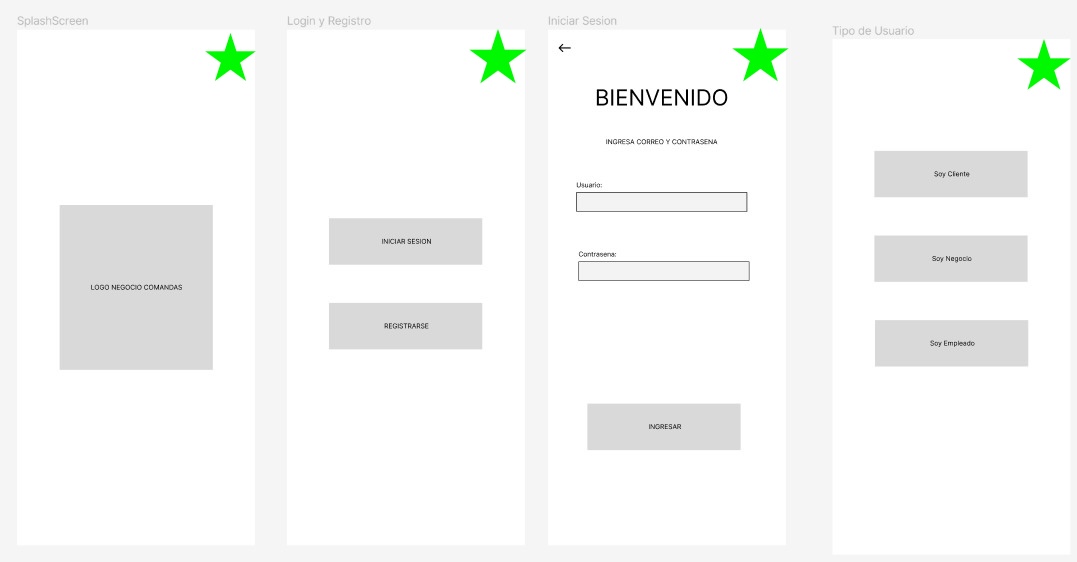 SplashScreen
LOGO NEGOCIO COMANDAS
Login y Registro
INICIAR SESION
REGISTRARSE
Iniciar Sesion
BIENVENIDO
INGRESA CORREO Y CONTRASENA
Usuario:
Contrasena:
INGRESAR
Tipo de Usuario
Soy Cliente
Soy Negocio
Soy Empleado